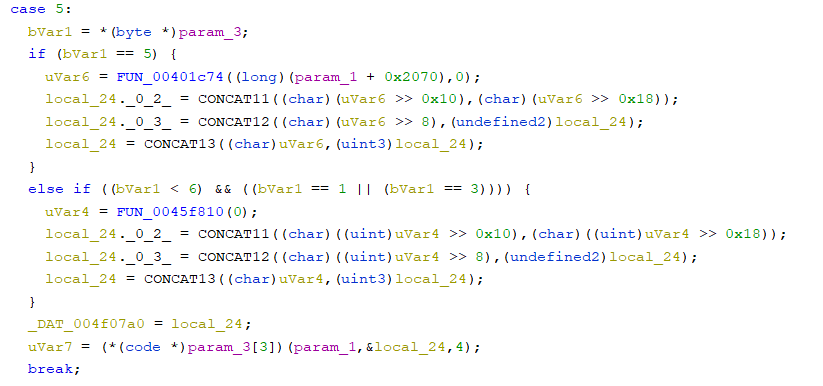 case 5:
bVar1 = *(byte *)param_3;
if (bVar1 == 5) {
uVar6 = FUN_00401c74((long)(param_1 + 0x2070),0);
local_24._0_2_ = CONCAT11((char)(uVar6 >> 0x10),(char)(uVar6 >> 0x18));
local_24._0_3_ = CONCAT12((char)(uVar6 >> 8),(undefined2)local_24);
local_24 = CONCAT13((char)uVar6,(uint3)local_24);
}
else if ((bVar1 < 6) && ((bVar1 == 1 || (bVar1 == 3)))) {
uVar4 = FUN_0045f810(0);
local_24._0_2_ = CONCAT11((char)((uint)uVar4 >> 0x10),(char)((uint)uVar4 >> 0x18));
local_24._0_3_ = CONCAT12((char)((uint)uVar4 >> 8),(undefined2)local_24);
local_24 = CONCAT13((char)uVar4,(uint3)local_24);
}
_DAT_004f07a0 = local_24;
uVar7 = (*(code *)param_3[3])(param_1,&local_24,4);
break;